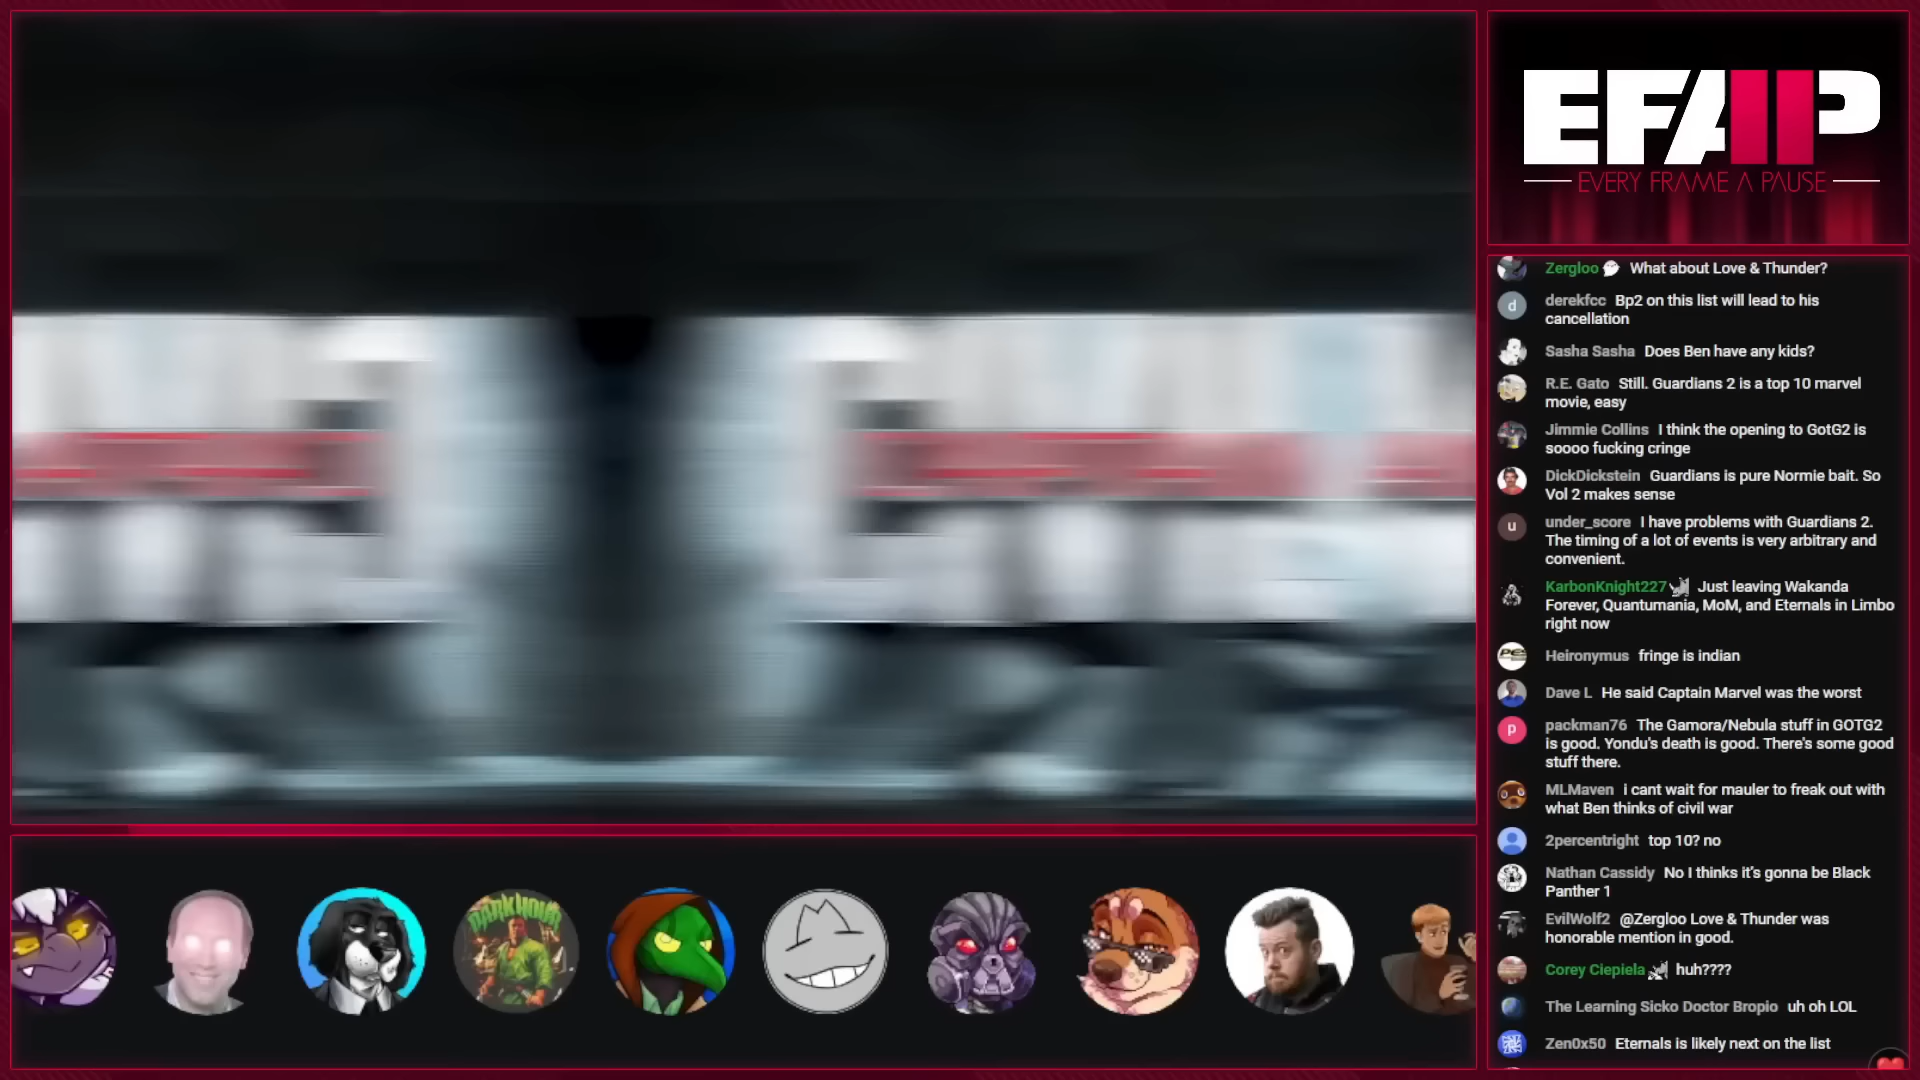 EFAP
EVERY FRAME A PAUSE
Zergloo What about Love & Thunder?
derekfcc Bp2 on this list will lead to his
cancellation
Sasha Sasha Does Ben have any kids?
R.E. Gato Still. Guardians 2 is a top 10 marvel
movie, easy
Jimmie Collins I think the opening to GotG2 is
soooo fucking cringe
DickDickstein Guardians is pure Normie bait. So
Vol 2 makes sense
under_score I have problems with Guardians 2.
The timing of a lot of events is very arbitrary and
convenient.
KarbonKnight227 Just leaving Wakanda
Forever, Quantumania, MoM, and Eternals in Limbo
right now
Heironymus fringe is indian
Dave L He said Captain Marvel was the worst
packman76 The Gamora/Nebula stuff in GOTG2
is good. Yondu's death is good. There's some good
stuff there.
MLMaven i cant wait for mauler to freak out with
what Ben thinks of civil war
2percentright top 10? no
Nathan Cassidy No I thinks it's gonna be Black
Panther 1
EvilWolf2 @Zergloo Love & Thunder was
honorable mention in good.
Corey Ciepiela huh????
The Learning Sicko Doctor Bropio uh oh LOL
Zen0x50 Eternals is likely next on the list
d
u
p
DARK HOUR